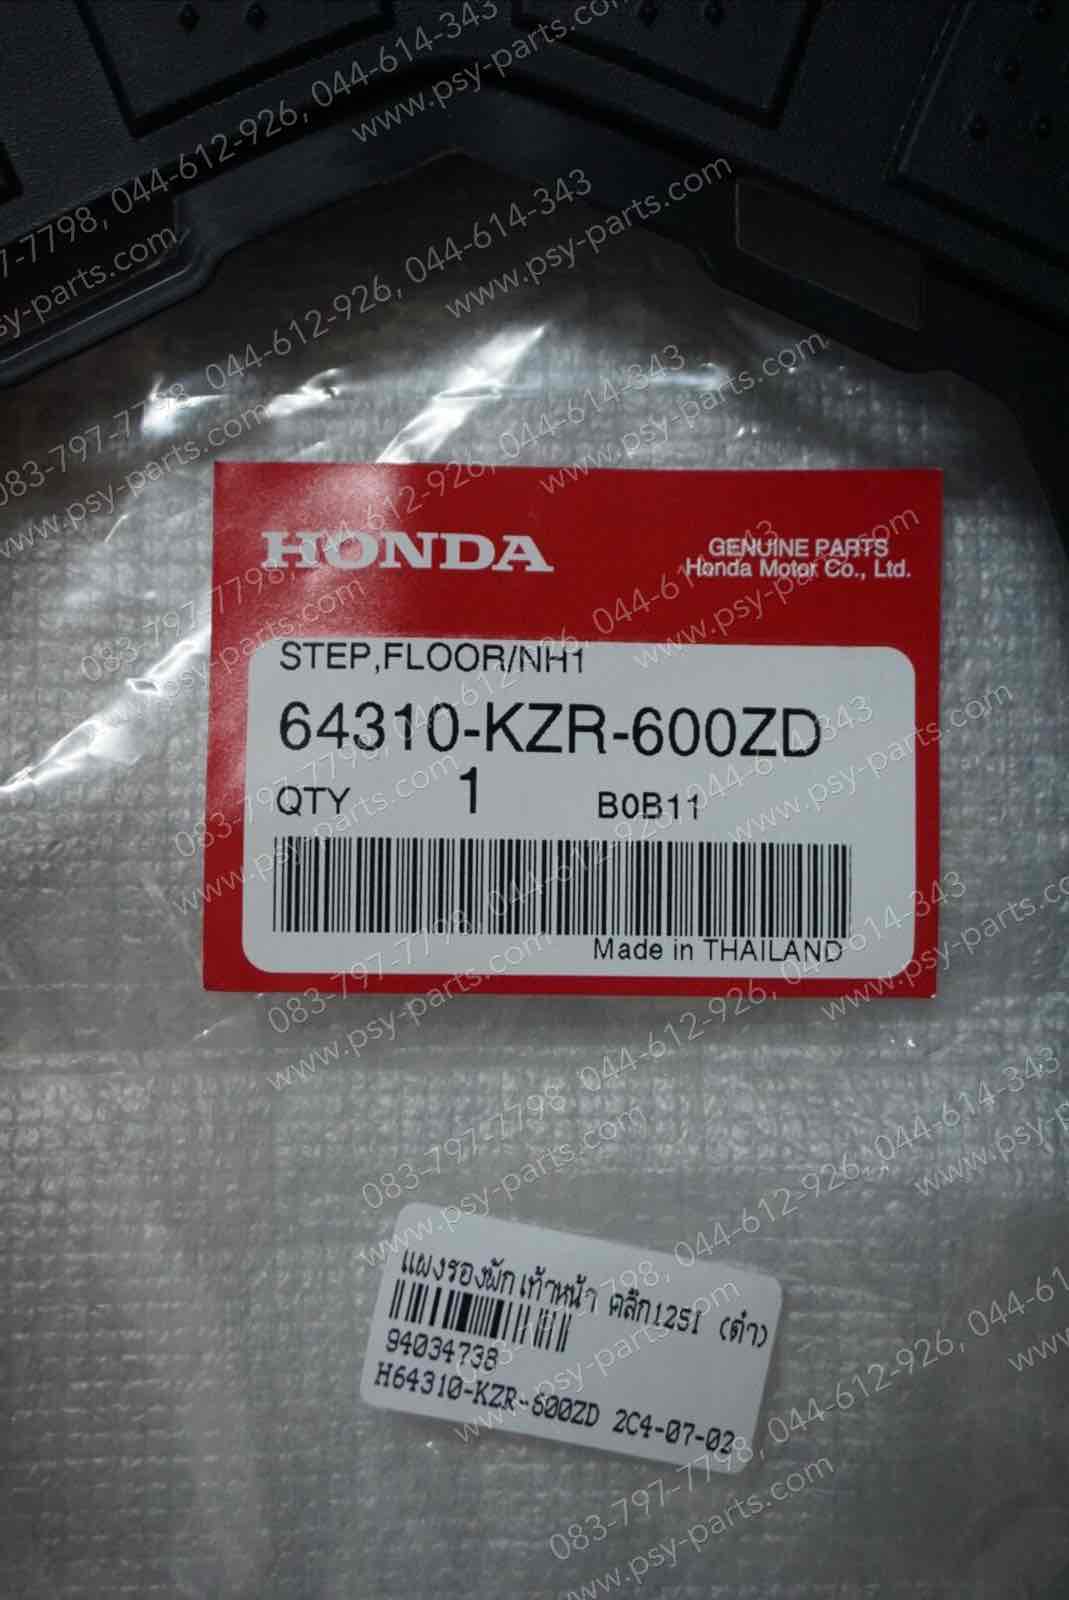 HONDA
GENUINE PARTS
Honda Motor Co., Ltd.
STEP,FLOOR/NH1
64310-KZR-600ZD
QTY 1 B0B11
Made in THAILAND
แผงรองพักเท้าหน้า คลิก125I (ดำ)
94034738
H64310-KZR-600ZD 2C4-07-02
083-797-7798, 044-612-926, 044-614-343
www.psy-parts.com